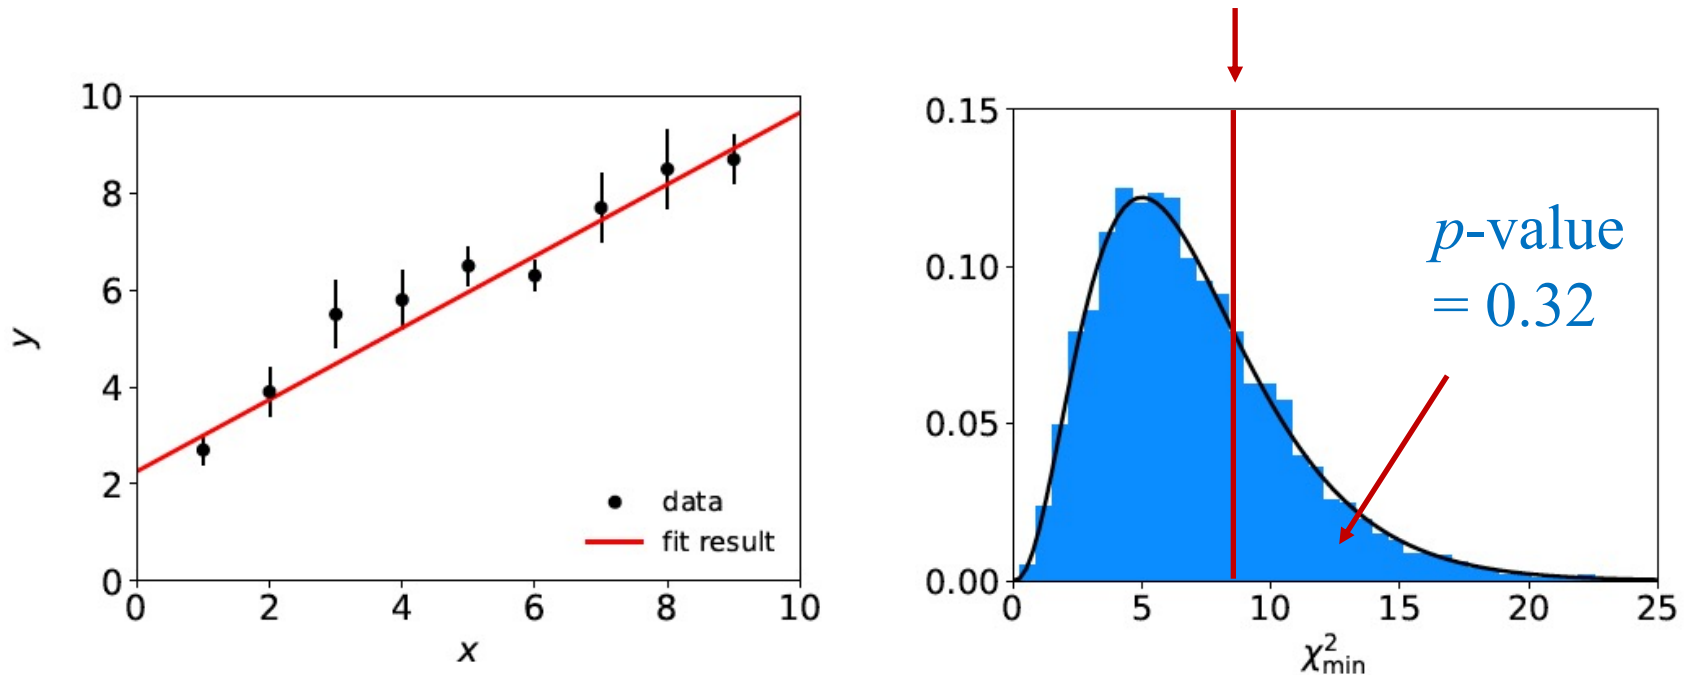 10
8
6
4
2
0
0 2 4 6 8 10
y
x
data
fit result
0.15
0.10
0.05
0.00
0 5 10 15 20 25
χ²min
p-value
= 0.32